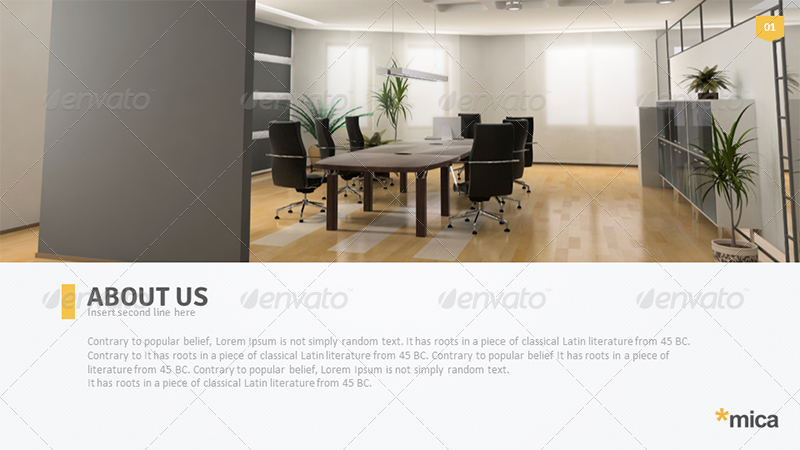 01
envato envato envato envato
ABOUT US
Insert second line here
envato envato envato envato
Contrary to popular belief, Lorem Ipsum is not simply random text. It has roots in a piece of classical Latin literature from 45 BC.
Contrary to It has roots in a piece of classical Latin literature from 45 BC. Contrary to popular belief It has roots in a piece of
literature from 45 BC. Contrary to popular belief, Lorem Ipsum is not simply random text.
It has roots in a piece of classical Latin literature from 45 BC.
*mica